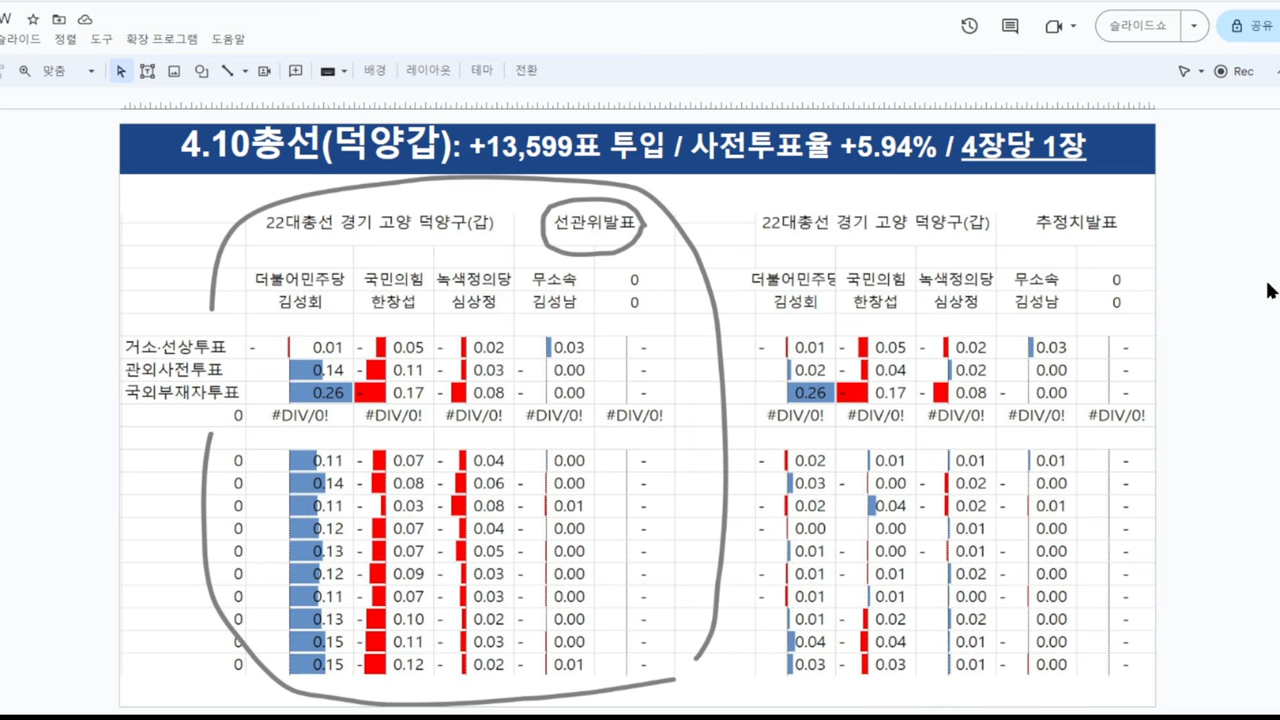 W
슬라이드 정렬 도구 확장 프로그램 도움말
슬라이드쇼
공유
맞춤
배경 레이아웃 테마 전환
Rec
4.10총선(덕양갑): +13,599표 투입 / 사전투표율 +5.94% / 4장당 1장
22대총선 경기 고양 덕양구(갑) 선관위발표 22대총선 경기 고양 덕양구(갑) 추정치발표
더불어민주당 국민의힘 녹색정의당 무소속 0 더불어민주당 국민의힘 녹색정의당 무소속 0
김성회 한창섭 심상정 김성남 0 김성회 한창섭 심상정 김성남 0
거소·선상투표 - 0.01 - 0.05 - 0.02 0.03 - - 0.01 - 0.05 - 0.02 0.03 -
관외사전투표 0.14 - 0.11 - 0.03 - 0.00 - 0.02 - 0.04 0.02 - 0.00 -
국외부재자투표 0.26 - 0.17 - 0.08 - 0.00 - 0.26 - 0.17 - 0.08 - 0.00 -
0 #DIV/0! #DIV/0! #DIV/0! #DIV/0! #DIV/0! #DIV/0! #DIV/0! #DIV/0! #DIV/0! #DIV/0!
0 0.11 - 0.07 - 0.04 - 0.00 - - 0.02 0.01 0.01 0.01 -
0 0.14 - 0.08 - 0.06 - 0.00 - 0.03 - 0.00 - 0.02 - 0.00 -
0 0.11 - 0.03 - 0.08 - 0.01 - - 0.02 0.04 - 0.02 - 0.01 -
0 0.12 - 0.07 - 0.04 - 0.00 - - 0.00 0.00 0.01 - 0.00 -
0 0.13 - 0.07 - 0.05 - 0.00 - 0.01 - 0.00 - 0.01 - 0.00 -
0 0.12 - 0.09 - 0.03 - 0.00 - - 0.01 - 0.01 0.02 - 0.00 -
0 0.11 - 0.07 - 0.03 - 0.00 - - 0.01 0.01 0.00 - 0.00 -
0 0.13 - 0.10 - 0.02 - 0.00 - 0.01 - 0.02 0.02 - 0.00 -
0 0.15 - 0.11 - 0.03 - 0.00 - 0.04 - 0.04 0.01 - 0.00 -
0 0.15 - 0.12 - 0.02 - 0.01 - 0.03 - 0.03 0.01 - 0.00 -